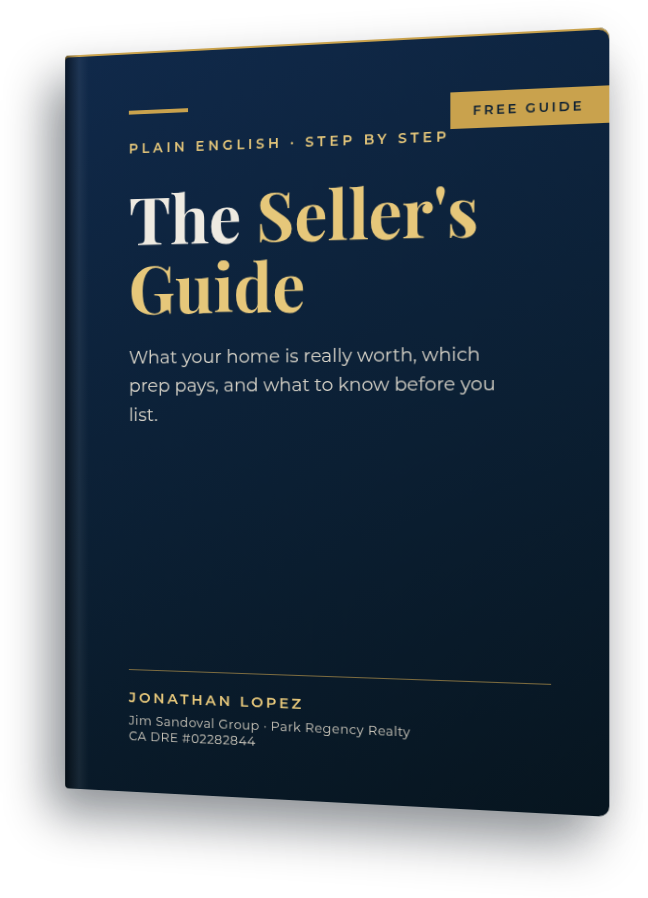 FREE GUIDE
PLAIN ENGLISH · STEP BY STEP
The Seller's
Guide
What your home is really worth, which
prep pays, and what to know before you
list.
JONATHAN LOPEZ
Jim Sandoval Group · Park Regency Realty
CA DRE #02282844